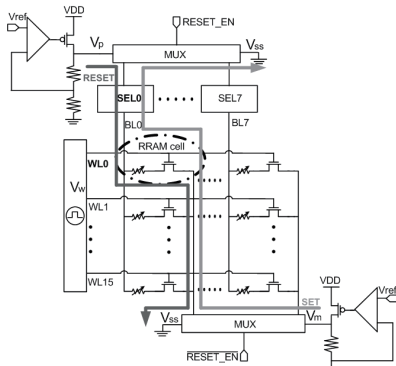 VDD
Vref
RESET_EN
Vp
MUX
Vss
RESET
SEL0
SEL7
BL0
BL7
RRAM cell
WL0
Vw
WL1
WL15
SET
VDD
Vref
Vss
MUX
Vm
RESET_EN